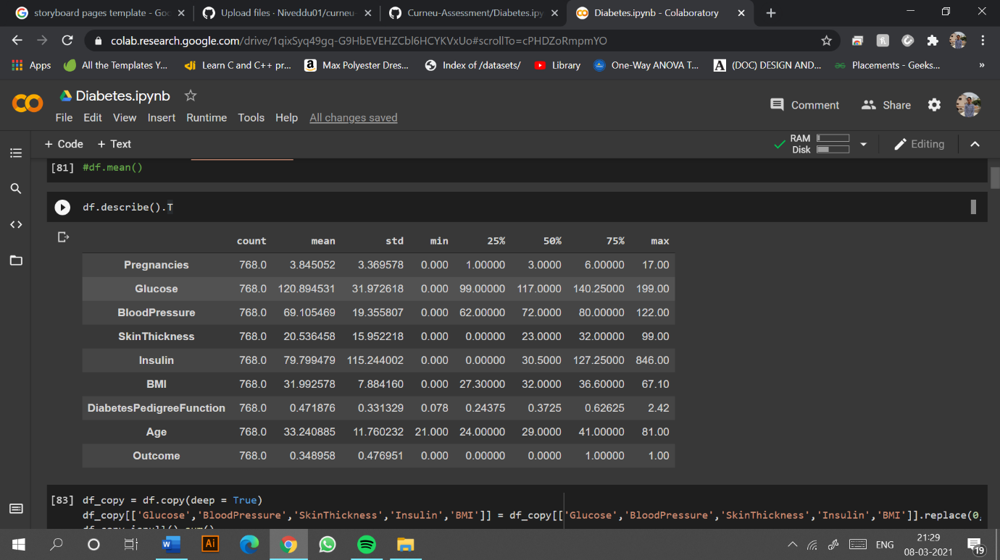 storyboard pages template - Goo
Upload files · Niveddu01/curneu-
Curneu-Assessment/Diabetes.ipy
Diabetes.ipynb - Colaboratory
colab.research.google.com/drive/1qixSyq49gq-G9HbEVEHZCbl6HCYKVxUo#scrollTo=cPHDZoRmpmYO
Apps All the Templates Y... Learn C and C++ pr... Max Polyester Dres... Index of /datasets/ Library One-Way ANOVA T... (DOC) DESIGN AND... Placements - Geeks... »
Diabetes.ipynb
File Edit View Insert Runtime Tools Help All changes saved
Comment Share
+ Code + Text
RAM
Disk
Editing
[81] #df.mean()
df.describe().T
count mean std min 25% 50% 75% max
Pregnancies 768.0 3.845052 3.369578 0.000 1.00000 3.0000 6.00000 17.00
Glucose 768.0 120.894531 31.972618 0.000 99.00000 117.0000 140.25000 199.00
BloodPressure 768.0 69.105469 19.355807 0.000 62.00000 72.0000 80.00000 122.00
SkinThickness 768.0 20.536458 15.952218 0.000 0.00000 23.0000 32.00000 99.00
Insulin 768.0 79.799479 115.244002 0.000 0.00000 30.5000 127.25000 846.00
BMI 768.0 31.992578 7.884160 0.000 27.30000 32.0000 36.60000 67.10
DiabetesPedigreeFunction 768.0 0.471876 0.331329 0.078 0.24375 0.3725 0.62625 2.42
Age 768.0 33.240885 11.760232 21.000 24.00000 29.0000 41.00000 81.00
Outcome 768.0 0.348958 0.476951 0.000 0.00000 0.0000 1.00000 1.00
[83] df_copy = df.copy(deep = True)
df_copy[['Glucose','BloodPressure','SkinThickness','Insulin','BMI']] = df_copy[['Glucose','BloodPressure','SkinThickness','Insulin','BMI']].replace(0,
ENG
21:29
08-03-2021
19